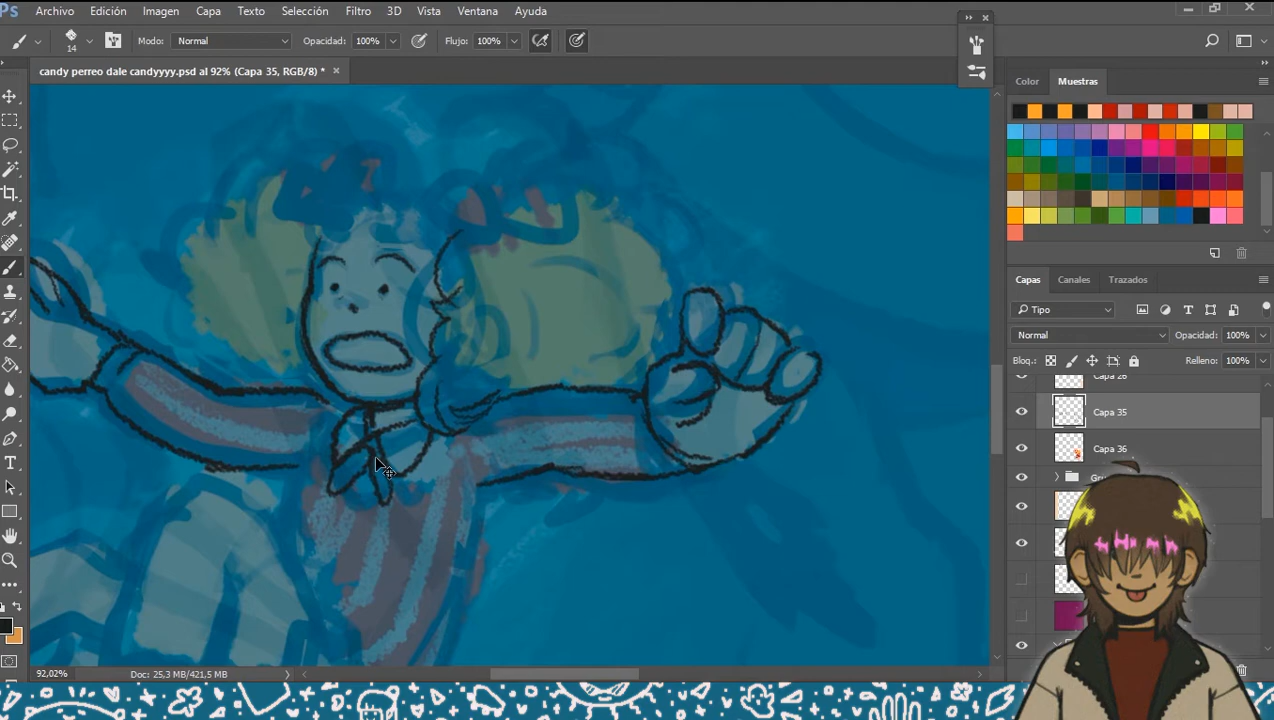 Ps Archivo Edición Imagen Capa Texto Selección Filtro 3D Vista Ventana Ayuda
14 Modo: Normal Opacidad: 100% Flujo: 100%
candy perreo dale candyyyy.psd al 92% (Capa 35, RGB/8) * ×
Color Muestras
Capas Canales Trazados
Tipo
Normal Opacidad: 100%
Bloq.: Relleno: 100%
Capa 26
Capa 35
Capa 36
92,02% Doc: 25,3 MB/421,5 MB